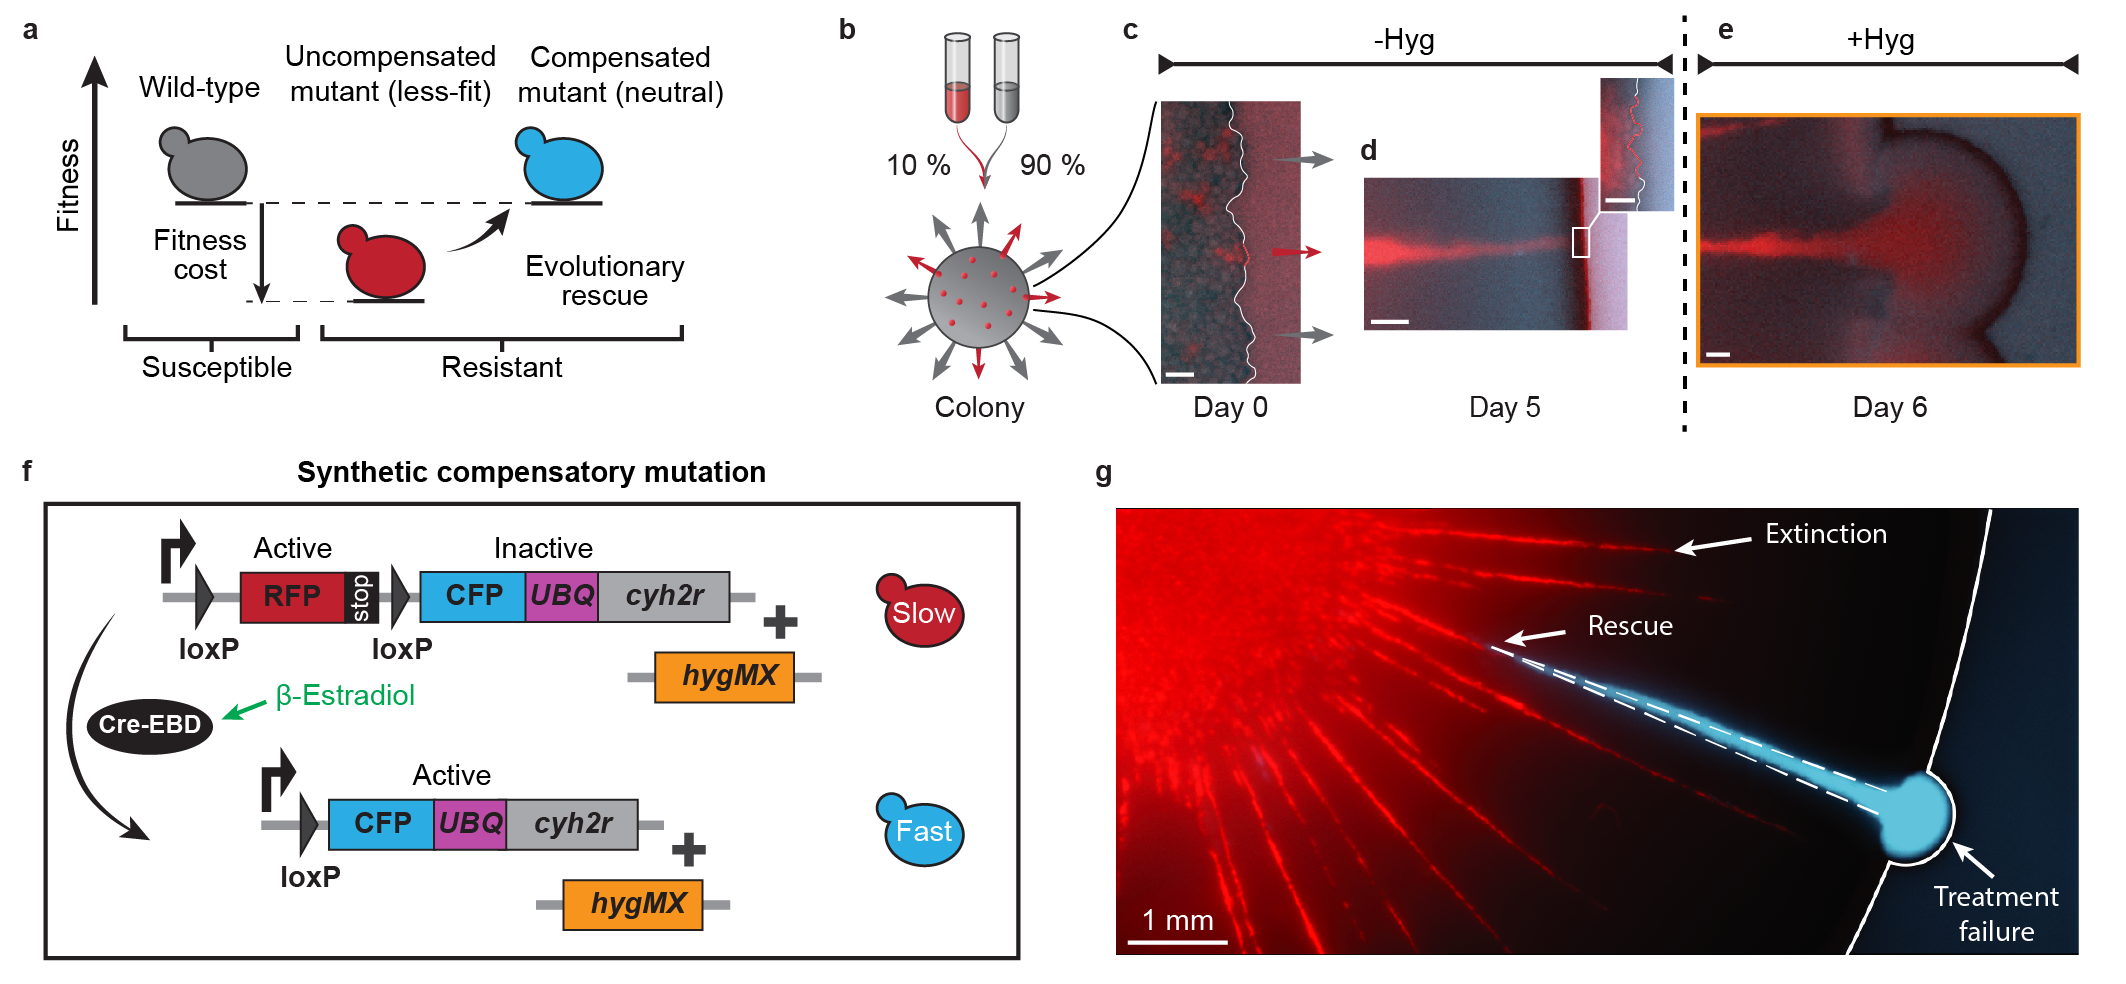 a
Fitness
Wild-type
Uncompensated
mutant (less-fit)
Compensated
mutant (neutral)
Fitness
cost
Evolutionary
rescue
Susceptible
Resistant
b
10 %
90 %
Colony
c
-Hyg
Day 0
d
Day 5
e
+Hyg
Day 6
f
Synthetic compensatory mutation
Active
Inactive
RFP
stop
CFP
UBQ
cyh2r
loxP
loxP
hygMX
Slow
β-Estradiol
Cre-EBD
Active
CFP
UBQ
cyh2r
loxP
hygMX
Fast
g
Extinction
Rescue
Treatment
failure
1 mm